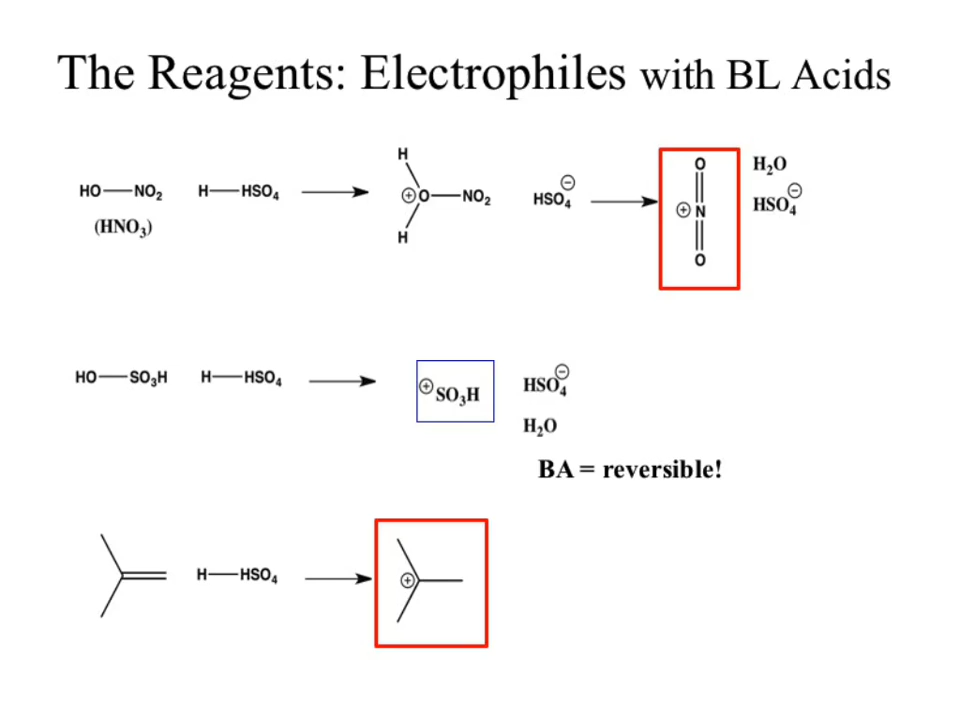 The Reagents: Electrophiles with BL Acids
HO—NO₂ H—HSO₄ H ⊕O—NO₂ H HSO₄⊖ O ⊕N O H₂O HSO₄⊖
(HNO₃)
HO—SO₃H H—HSO₄ ⊕SO₃H HSO₄⊖
H₂O
BA = reversible!
H—HSO₄ ⊕